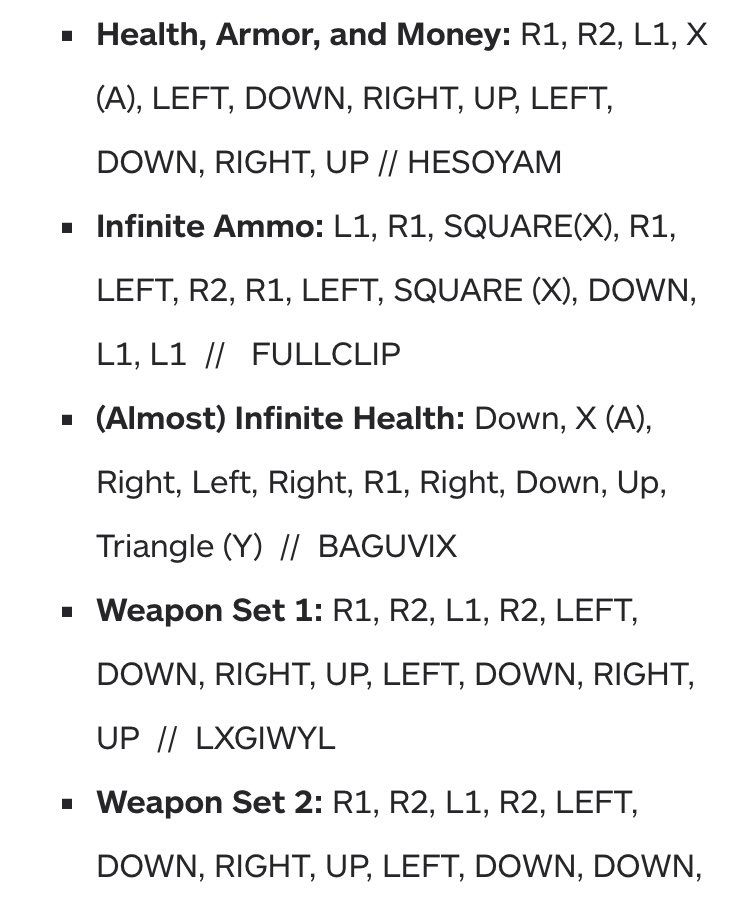 ▪ Health, Armor, and Money: R1, R2, L1, X
(A), LEFT, DOWN, RIGHT, UP, LEFT,
DOWN, RIGHT, UP // HESOYAM
▪ Infinite Ammo: L1, R1, SQUARE(X), R1,
LEFT, R2, R1, LEFT, SQUARE (X), DOWN,
L1, L1 // FULLCLIP
▪ (Almost) Infinite Health: Down, X (A),
Right, Left, Right, R1, Right, Down, Up,
Triangle (Y) // BAGUVIX
▪ Weapon Set 1: R1, R2, L1, R2, LEFT,
DOWN, RIGHT, UP, LEFT, DOWN, RIGHT,
UP // LXGIWYL
▪ Weapon Set 2: R1, R2, L1, R2, LEFT,
DOWN, RIGHT, UP, LEFT, DOWN, DOWN,